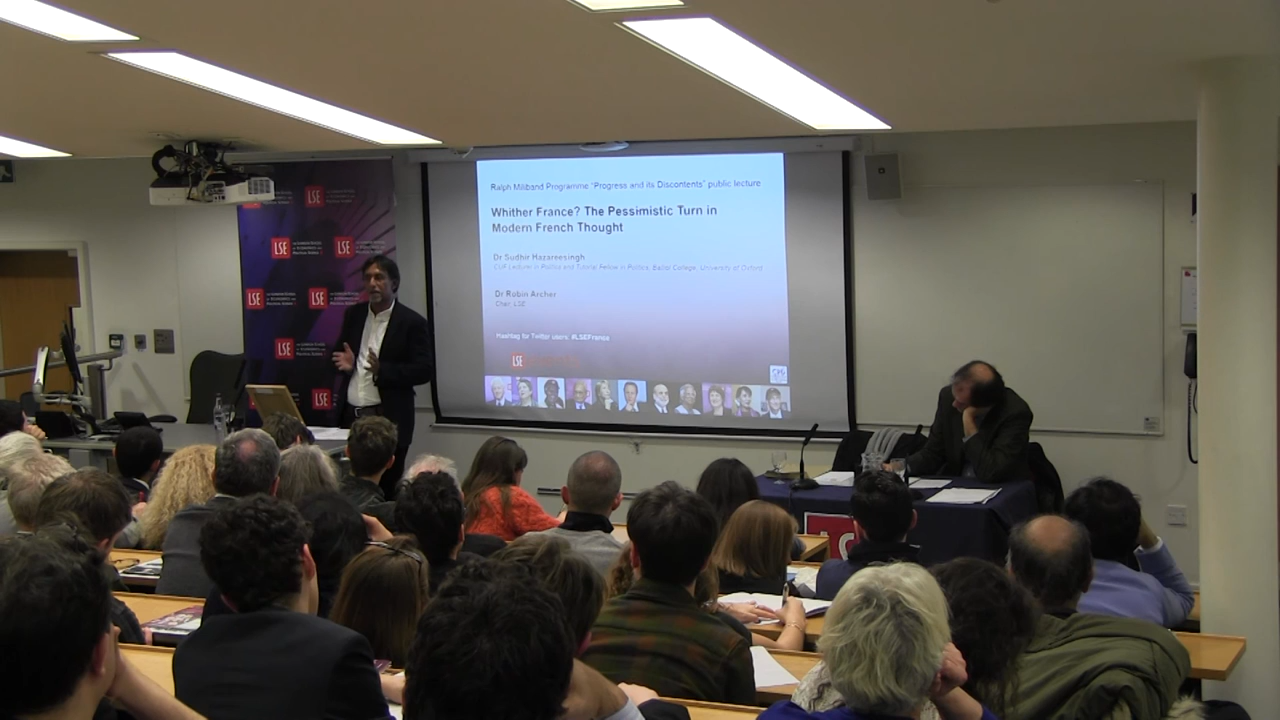 Ralph Miliband Programme "Progress and its Discontents" public lecture
Whither France? The Pessimistic Turn in
Modern French Thought
Dr Sudhir Hazareesingh
CUF Lecturer in Politics and Tutorial Fellow in Politics, Balliol College, University of Oxford
Dr Robin Archer
Chair, LSE
Hashtag for Twitter users: #LSEFrance
LSE
LSE
LSE
LSE
LSE
LSE
LSE
LSE